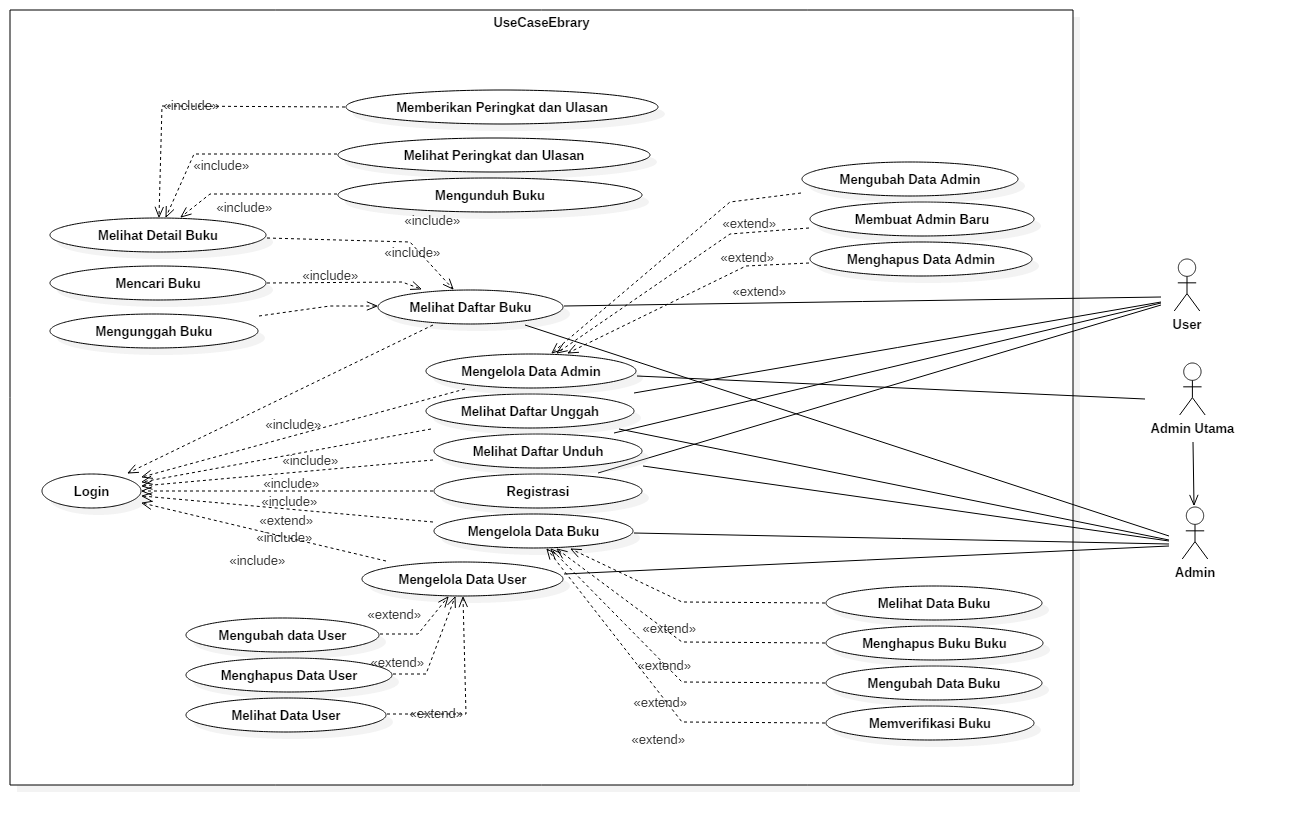 UseCaseEbrary
«include»
Memberikan Peringkat dan Ulasan
Melihat Peringkat dan Ulasan
«include»
Mengunduh Buku
«include»
«include»
Mengubah Data Admin
Membuat Admin Baru
«extend»
Menghapus Data Admin
«extend»
«extend»
Melihat Detail Buku
«include»
Mencari Buku
«include»
Melihat Daftar Buku
Mengunggah Buku
User
Mengelola Data Admin
Melihat Daftar Unggah
Admin Utama
«include»
Melihat Daftar Unduh
«include»
«include»
Login
Registrasi
«include»
«extend»
Mengelola Data Buku
«include»
«include»
Mengelola Data User
Admin
«extend»
Mengubah data User
«extend»
Menghapus Data User
Melihat Data User
«extend»
Melihat Data Buku
«extend»
Menghapus Buku Buku
«extend»
Mengubah Data Buku
«extend»
Memverifikasi Buku
«extend»